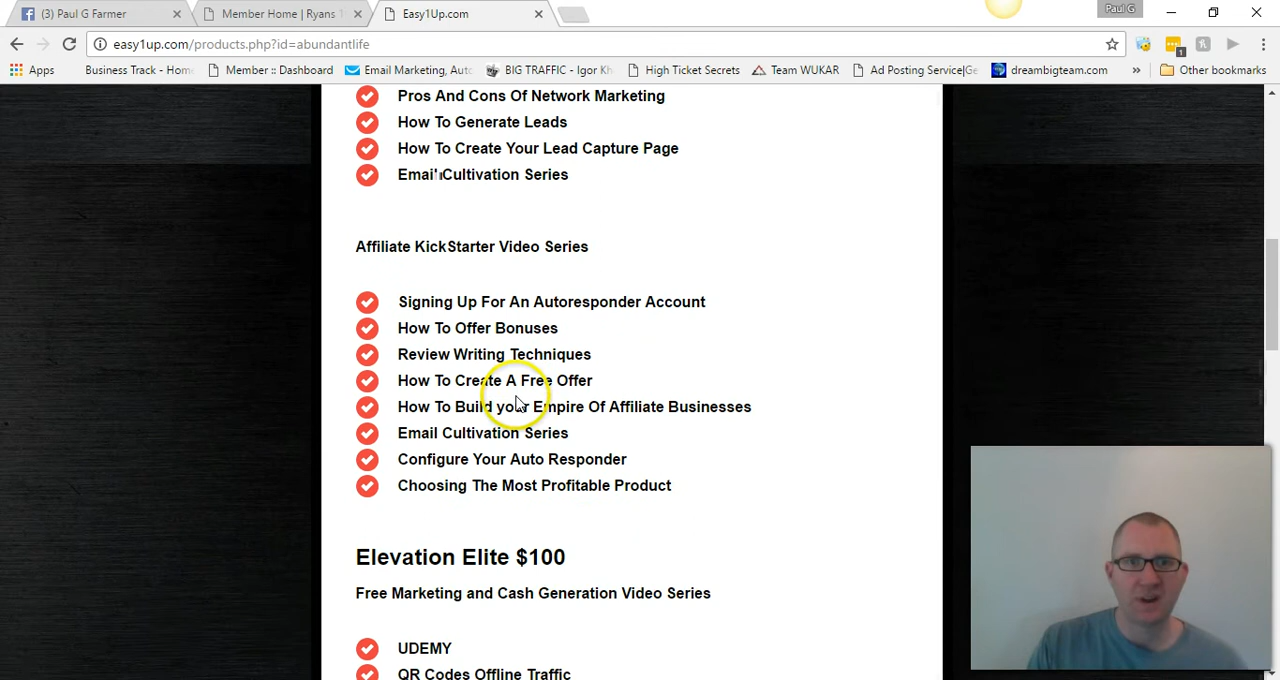 (3) Paul G Farmer
Member Home | Ryans 1
Easy1Up.com
Paul G
easy1up.com/products.php?id=abundantlife
1
Apps
Business Track - Hom
Member :: Dashboard
Email Marketing, Auto
BIG TRAFFIC - Igor Kh
High Ticket Secrets
Team WUKAR
Ad Posting Service|Ge
dreambigteam.com
»
Other bookmarks
Pros And Cons Of Network Marketing
How To Generate Leads
How To Create Your Lead Capture Page
Email Cultivation Series
Affiliate KickStarter Video Series
Signing Up For An Autoresponder Account
How To Offer Bonuses
Review Writing Techniques
How To Create A Free Offer
How To Build your Empire Of Affiliate Businesses
Email Cultivation Series
Configure Your Auto Responder
Choosing The Most Profitable Product
Elevation Elite $100
Free Marketing and Cash Generation Video Series
UDEMY
QR Codes Offline Traffic